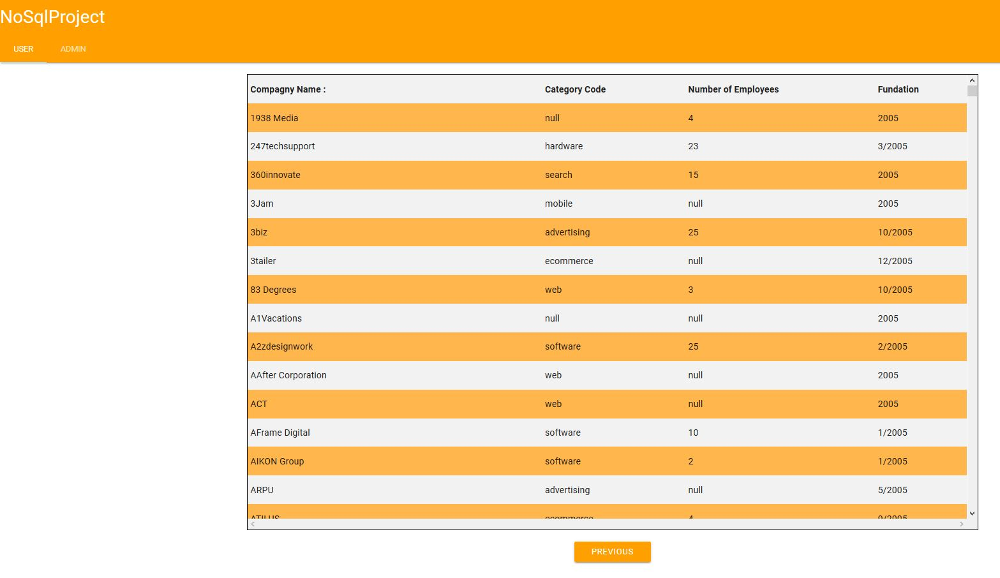 NoSqlProject
USER ADMIN
Compagny Name : Category Code Number of Employees Fundation
1938 Media null 4 2005
247techsupport hardware 23 3/2005
360innovate search 15 2005
3Jam mobile null 2005
3biz advertising 25 10/2005
3tailer ecommerce null 12/2005
83 Degrees web 3 10/2005
A1Vacations null null 2005
A2zdesignwork software 25 2/2005
AAfter Corporation web null 2005
ACT web null 2005
AFrame Digital software 10 1/2005
AIKON Group software 2 1/2005
ARPU advertising null 5/2005
ecommerce 4
PREVIOUS